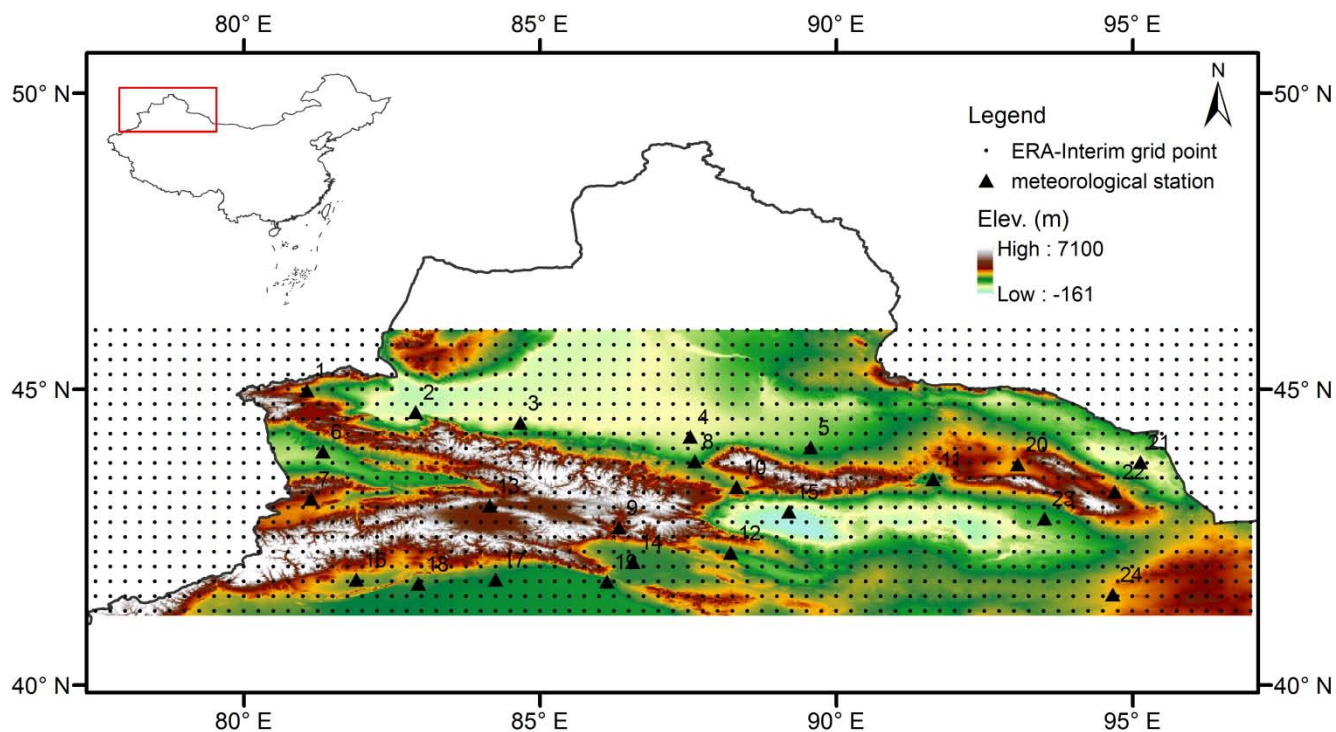 80° E 85° E 90° E 95° E
50° N 50° N
N
Legend
ERA-Interim grid point
meteorological station
Elev. (m)
High : 7100
Low : -161
45° N 45° N
1
2
3
4
5
6
7
8
9
10
11
12
13
14
15
16
17
18
19
20
21
22
23
24
40° N 40° N
80° E 85° E 90° E 95° E